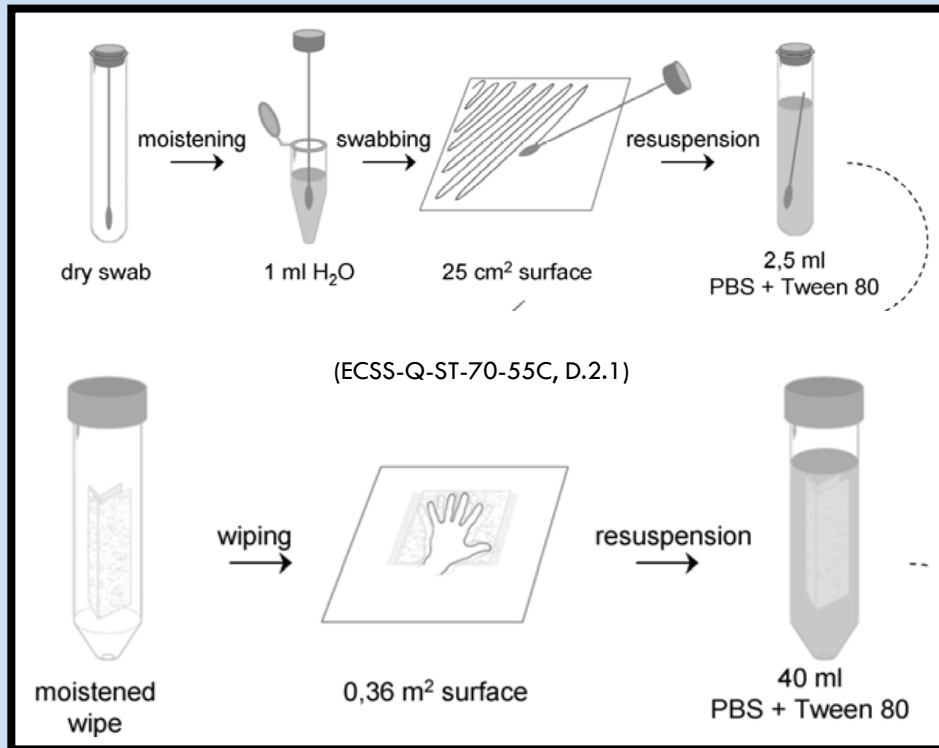 moistening
swabbing
resuspension
dry swab
1 ml H₂O
25 cm² surface
2,5 ml
PBS + Tween 80
(ECSS-Q-ST-70-55C, D.2.1)
wiping
resuspension
moistened
wipe
0,36 m² surface
40 ml
PBS + Tween 80